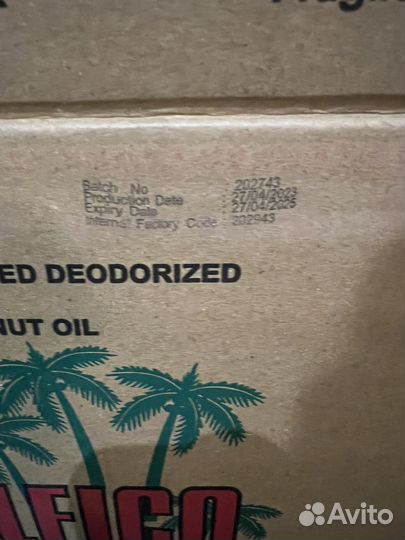 Batch No : 202743
Production Date : 27/04/2023
Expiry Date : 27/04/2025
Internal Factory Code : 202943
ED DEODORIZED
NUT OIL
Avito